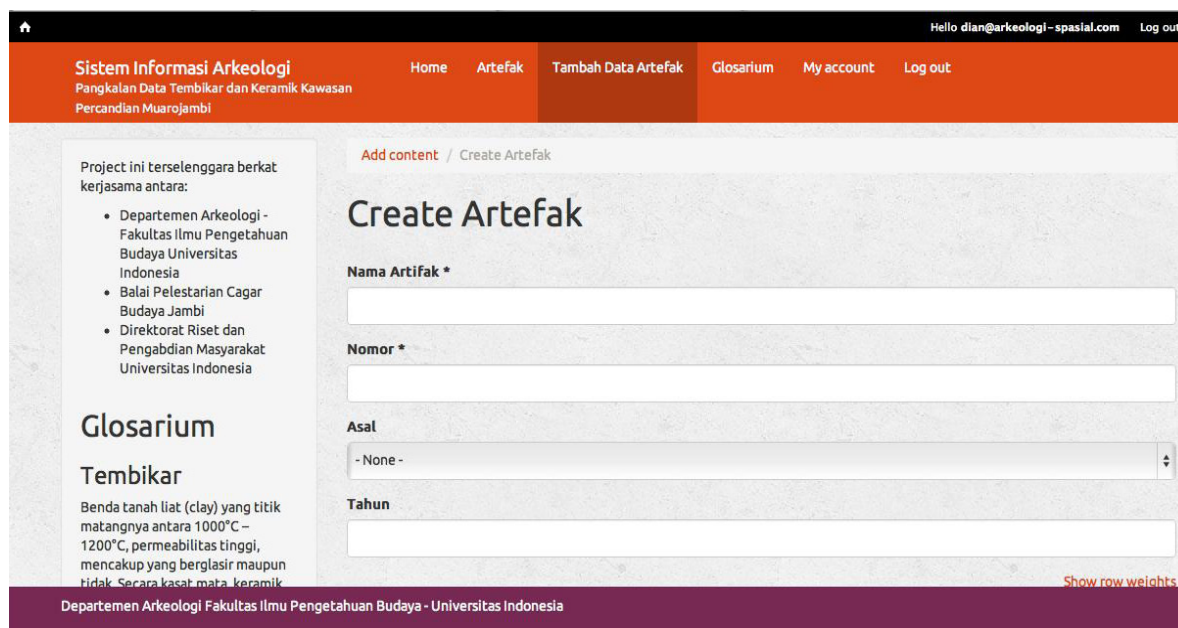 Hello dian@arkeologi-spasial.com Log out
Sistem Informasi Arkeologi
Pangkalan Data Tembikar dan Keramik Kawasan
Percandian Muarojambi
Home Artefak Tambah Data Artefak Glosarium My account Log out
Project ini terselenggara berkat
kerjasama antara:
• Departemen Arkeologi -
Fakultas Ilmu Pengetahuan
Budaya Universitas
Indonesia
• Balai Pelestarian Cagar
Budaya Jambi
• Direktorat Riset dan
Pengabdian Masyarakat
Universitas Indonesia
Glosarium
Tembikar
Benda tanah liat (clay) yang titik
matangnya antara 1000°C –
1200°C, permeabilitas tinggi,
mencakup yang berglasir maupun
tidak. Secara kasat mata, keramik
Add content / Create Artefak
Create Artefak
Nama Artifak *
Nomor *
Asal
- None -
Tahun
Show row weights
Departemen Arkeologi Fakultas Ilmu Pengetahuan Budaya - Universitas Indonesia